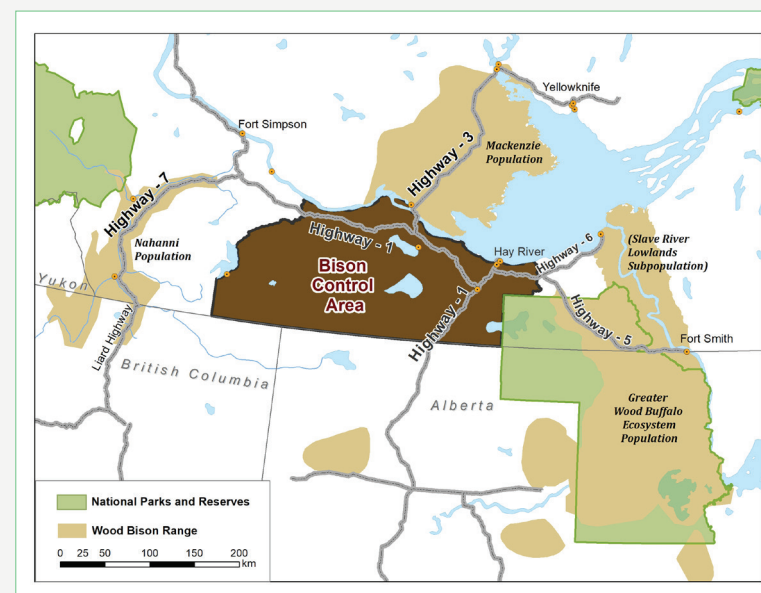 Yellowknife
Fort Simpson
Highway - 3
Mackenzie
Population
Highway - 7
Highway - 1
Nahanni
Population
Hay River
Highway - 6
(Slave River
Lowlands
Subpopulation)
Bison
Control
Area
Yukon
Highway - 1
Highway - 5
Liard Highway
Fort Smith
British Columbia
Alberta
Greater
Wood Buffalo
Ecosystem
Population
National Parks and Reserves
Wood Bison Range
0 25 50 100 150 200
km